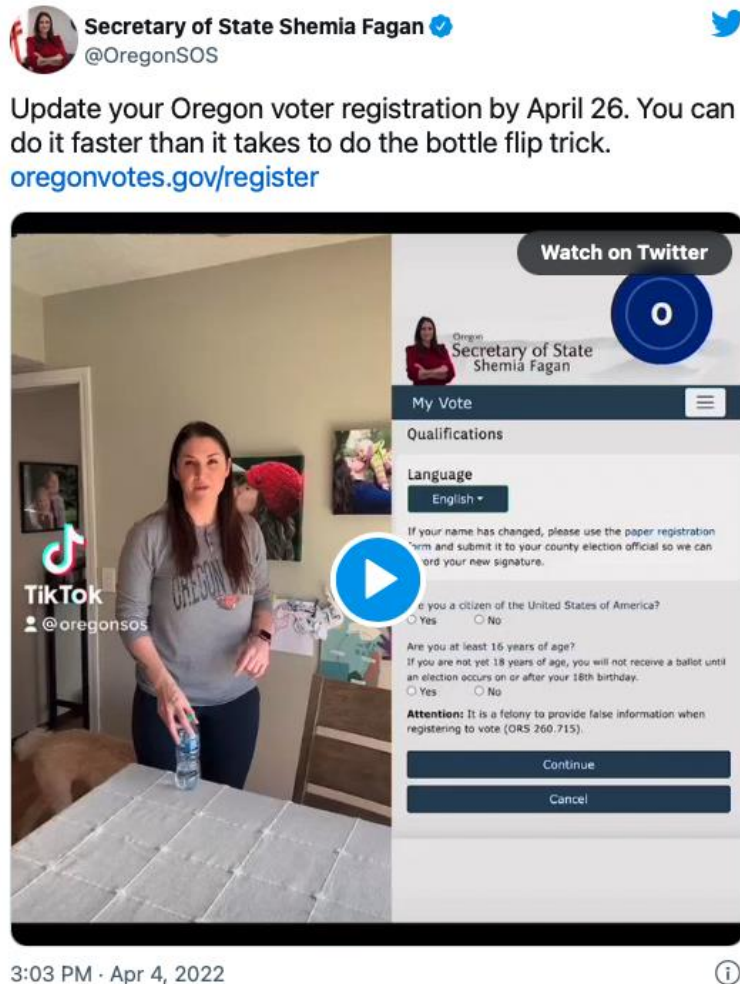 Secretary of State Shemia Fagan
@OregonSOS
Update your Oregon voter registration by April 26. You can
do it faster than it takes to do the bottle flip trick.
oregonvotes.gov/register
Watch on Twitter
0
Oregon
Secretary of State
Shemia Fagan
My Vote
Qualifications
Language
English
If your name has changed, please use the paper registration
and submit it to your county election official so we can
your new signature.
you a citizen of the United States of America?
Yes No
Are you at least 16 years of age?
If you are not yet 18 years of age, you will not receive a ballot until
an election occurs on or after your 18th birthday.
Yes No
Attention: It is a felony to provide false information when
registering to vote (ORS 260.715).
Continue
Cancel
OREGON
TikTok
@oregonsos
3:03 PM · Apr 4, 2022